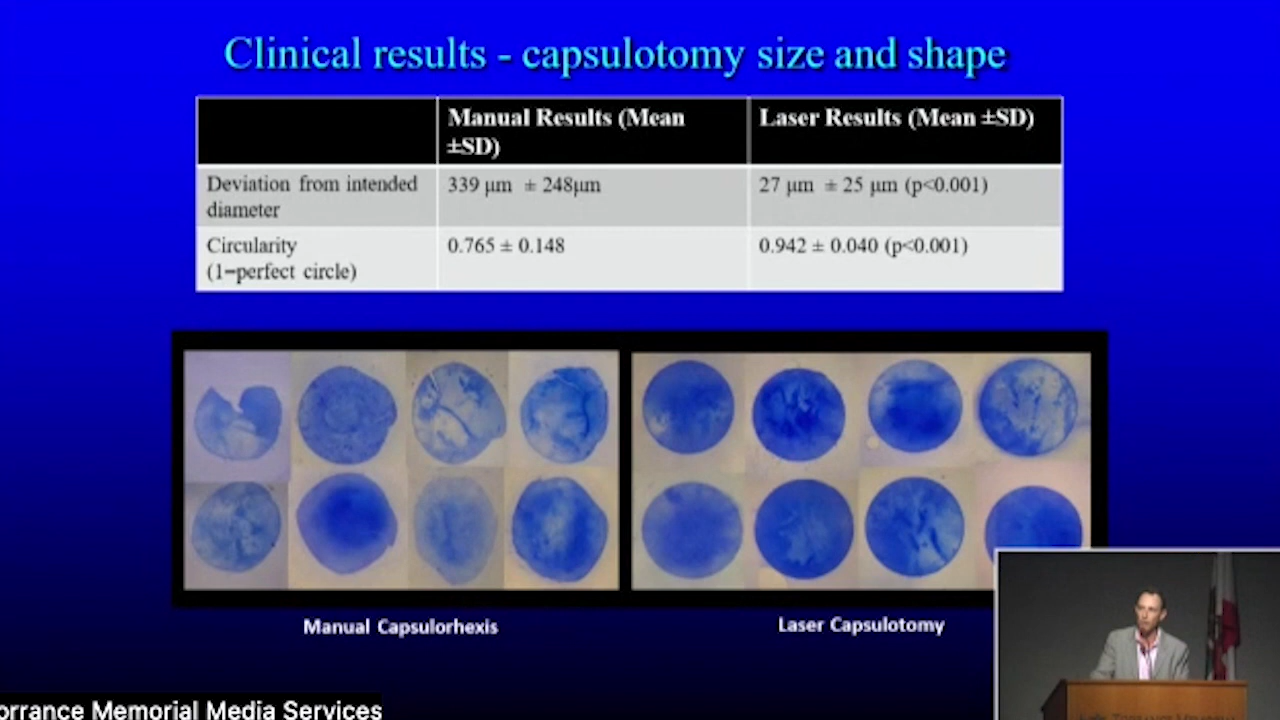 Clinical results - capsulotomy size and shape
Manual Results (Mean ±SD)
Laser Results (Mean ±SD)
Deviation from intended diameter
339 μm ± 248μm
27 μm ± 25 μm (p<0.001)
Circularity
(1=perfect circle)
0.765 ± 0.148
0.942 ± 0.040 (p<0.001)
Manual Capsulorhexis
Laser Capsulotomy
orrance Memorial Media Services